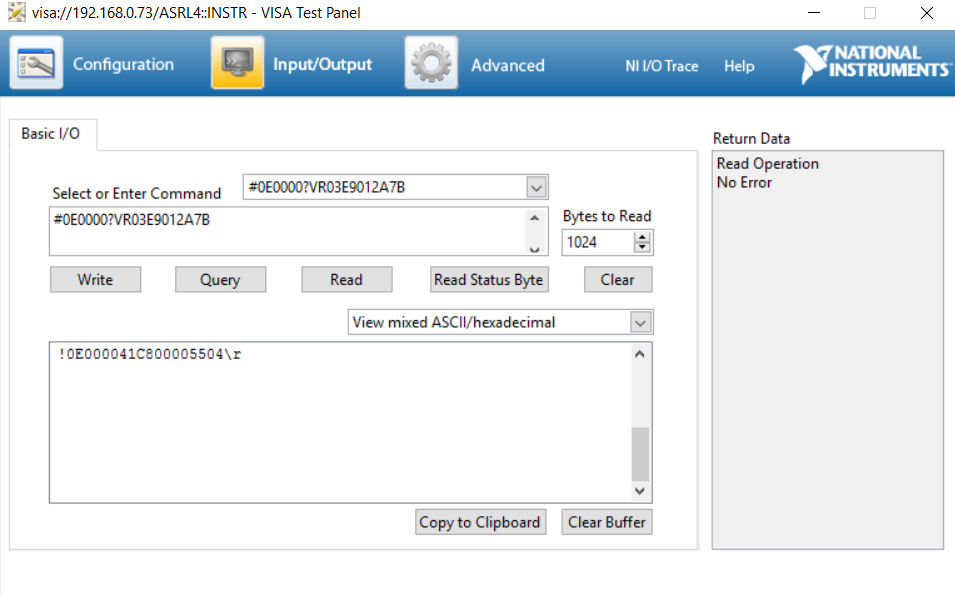 visa://192.168.0.73/ASRL4::INSTR - VISA Test Panel
Configuration
Input/Output
Advanced
NI I/O Trace
Help
NATIONAL
INSTRUMENTS
Basic I/O
Return Data
Read Operation
No Error
Select or Enter Command
#0E0000?VR03E9012A7B
#0E0000?VR03E9012A7B
Bytes to Read
1024
Write
Query
Read
Read Status Byte
Clear
View mixed ASCII/hexadecimal
!0E000041C800005504\r
Copy to Clipboard
Clear Buffer